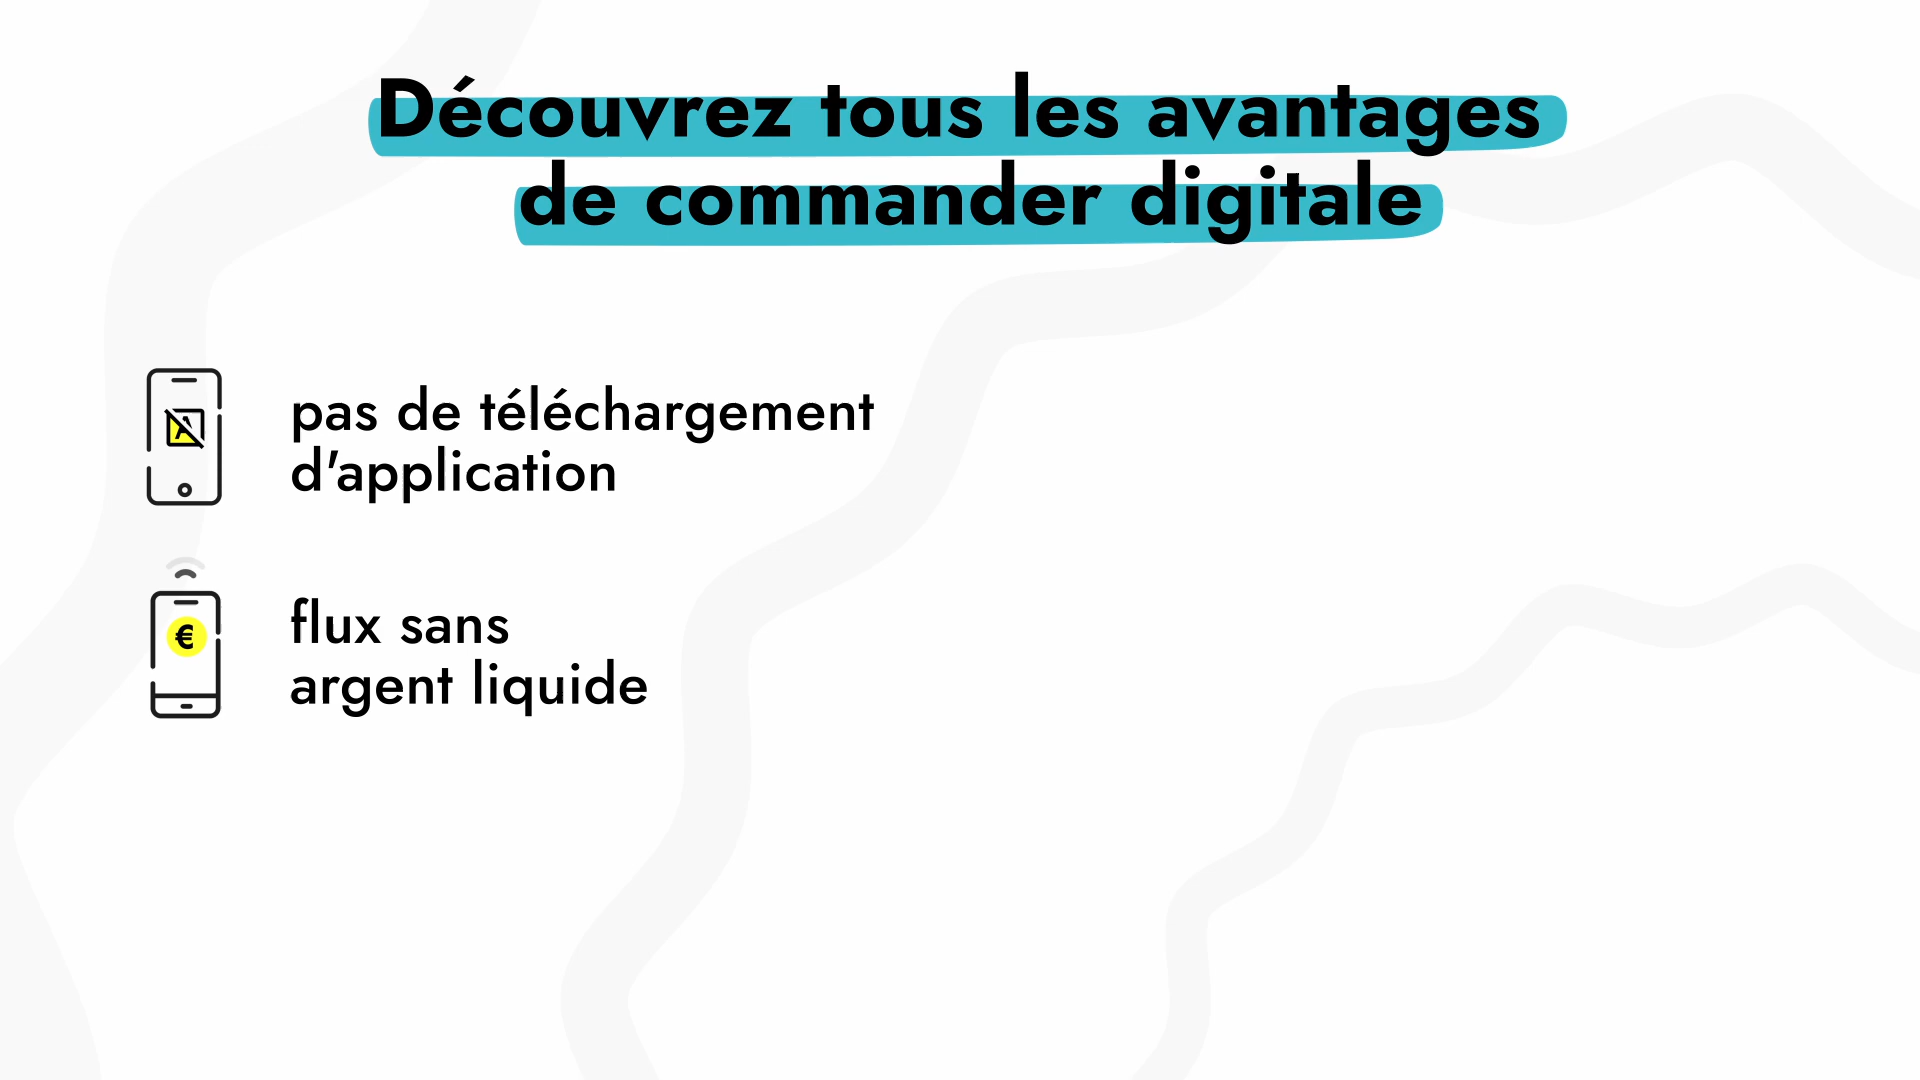 Découvrez tous les avantages
de commander digitale
pas de téléchargement
d'application
flux sans
argent liquide
€